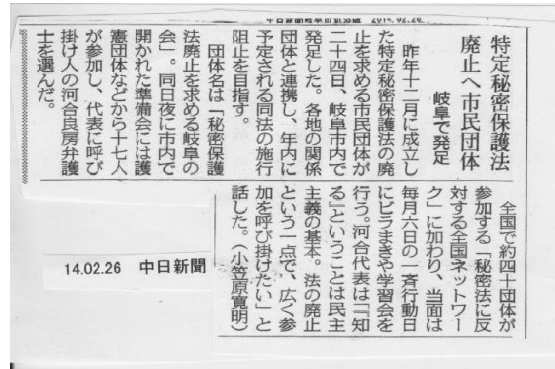 特定秘密保護法
廃止へ市民団体
岐阜で発足
昨年十二月に成立し
た特定秘密保護法の廃
止を求める市民団体が
二十四日、岐阜市内で
発足した。各地の関係
団体と連携し、年内に
予定される同法の施行
阻止を目指す。
団体名は「秘密保護
法廃止を求める岐阜の
会」。同日夜に市内で
開かれた準備会には護
憲団体などから十七人
が参加し、代表に呼び
掛け人の河合良房弁護
士を選んだ。
全国で約四十団体が
参加する「秘密法に反
対する全国ネットワー
ク」に加わり、当面は
毎月六日の一斉行動日
にビラまきや学習会を
行う。河合代表は「『知
る』ということは民主
主義の基本。法の廃止
という一点で、広く参
加を呼び掛けたい」と
話した。(小笠原寛明)
14.02.26 中日新聞